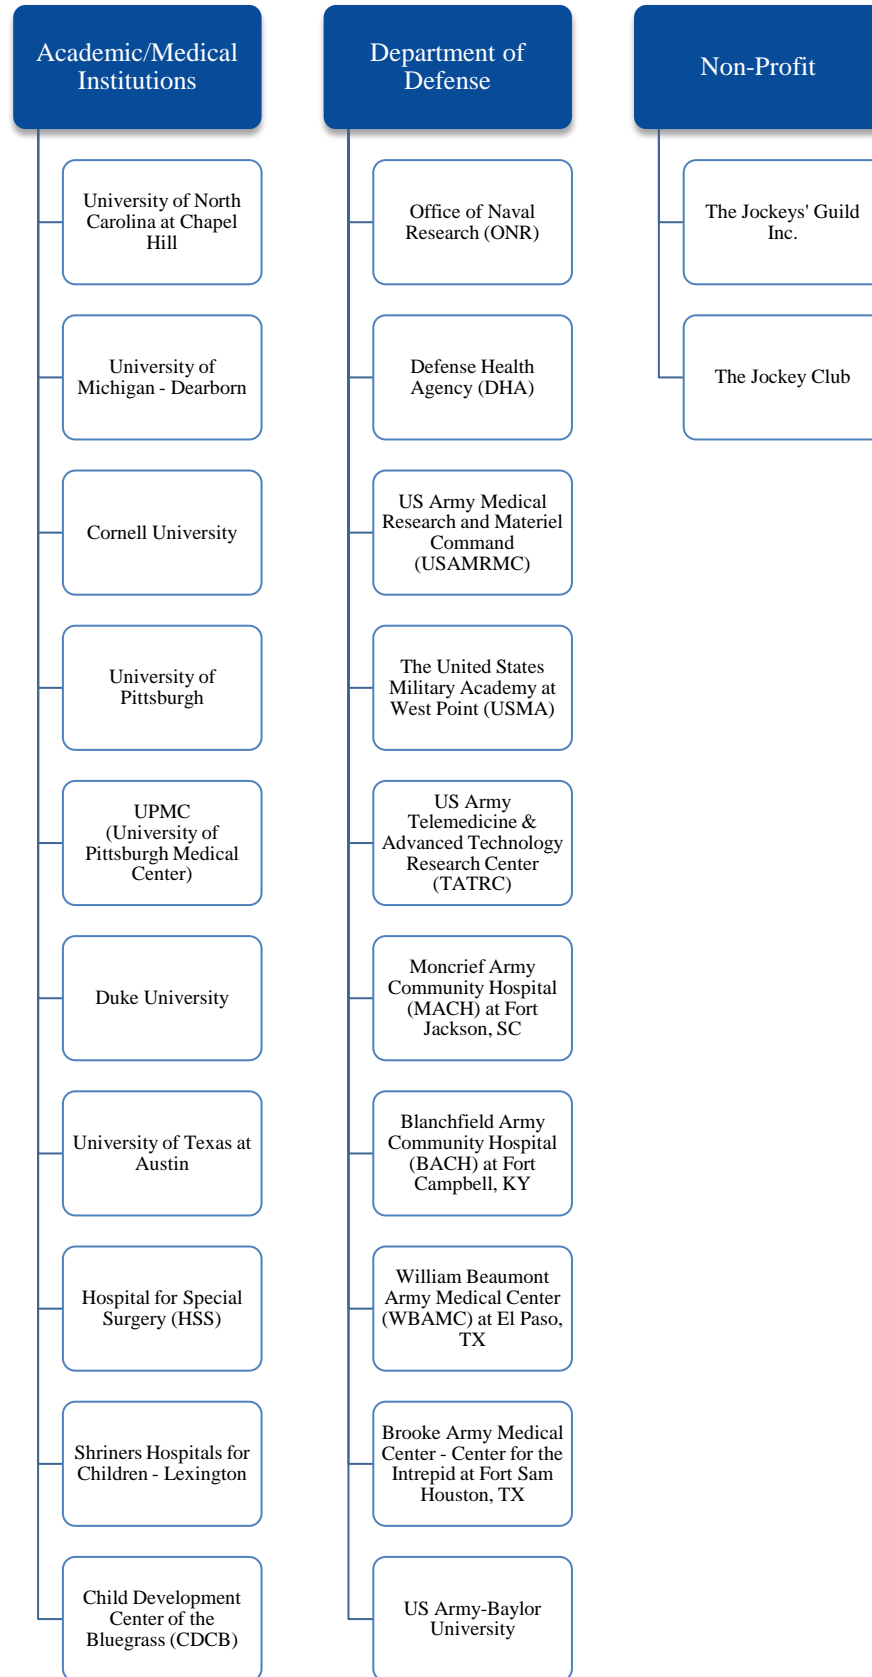 Academic/Medical
Institutions
University of North
Carolina at Chapel
Hill
University of
Michigan - Dearborn
Cornell University
University of
Pittsburgh
UPMC
(University of
Pittsburgh Medical
Center)
Duke University
University of Texas at
Austin
Hospital for Special
Surgery (HSS)
Shriners Hospitals for
Children - Lexington
Child Development
Center of the
Bluegrass (CDCB)
Department of
Defense
Office of Naval
Research (ONR)
Defense Health
Agency (DHA)
US Army Medical
Research and Materiel
Command
(USAMRMC)
The United States
Military Academy at
West Point (USMA)
US Army
Telemedicine &
Advanced Technology
Research Center
(TATRC)
Moncrief Army
Community Hospital
(MACH) at Fort
Jackson, SC
Blanchfield Army
Community Hospital
(BACH) at Fort
Campbell, KY
William Beaumont
Army Medical Center
(WBAMC) at El Paso,
TX
Brooke Army Medical
Center - Center for the
Intrepid at Fort Sam
Houston, TX
US Army-Baylor
University
Non-Profit
The Jockeys' Guild
Inc.
The Jockey Club